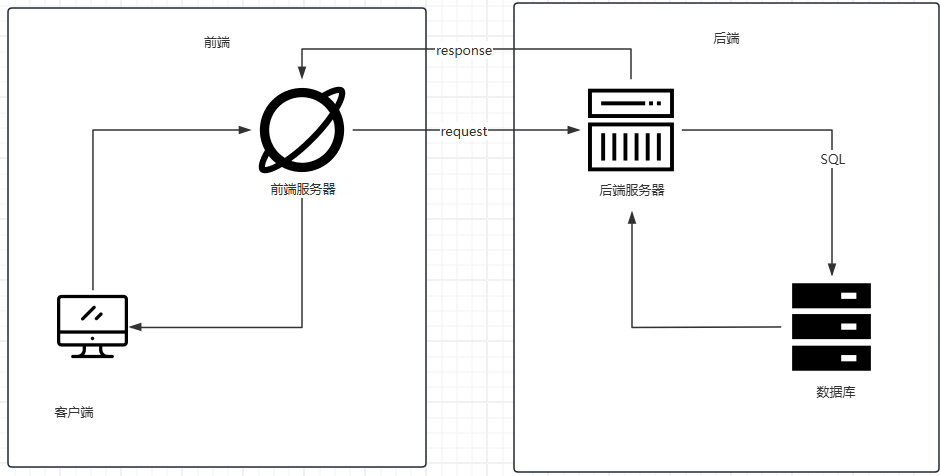 前端
后端
response
request
SQL
前端服务器
后端服务器
客户端
数据库